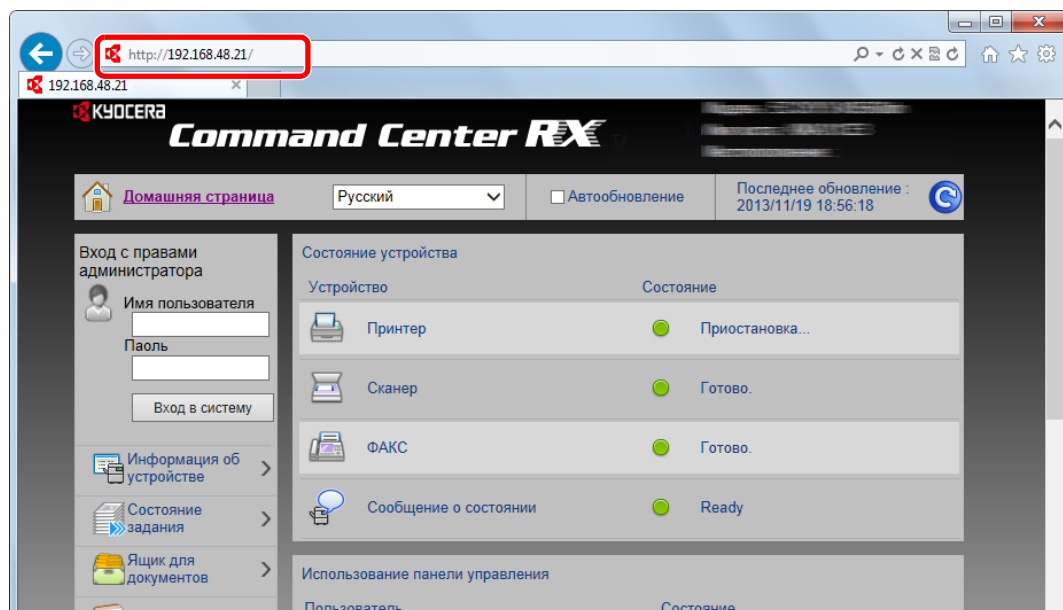 http://192.168.48.21/
192.168.48.21
KYOCERA
Command Center RX
Домашняя страница
Русский
Автообновление
Последнее обновление :
2013/11/19 18:56:18
Вход с правами
администратора
Имя пользователя
Паоль
Вход в систему
Информация об
устройстве
Состояние
задания
Ящик для
документов
Состояние устройства
Устройство Состояние
Принтер Приостановка...
Сканер Готово.
ФАКС Готово.
Сообщение о состоянии Ready
Использование панели управления
Пользователь Состояние